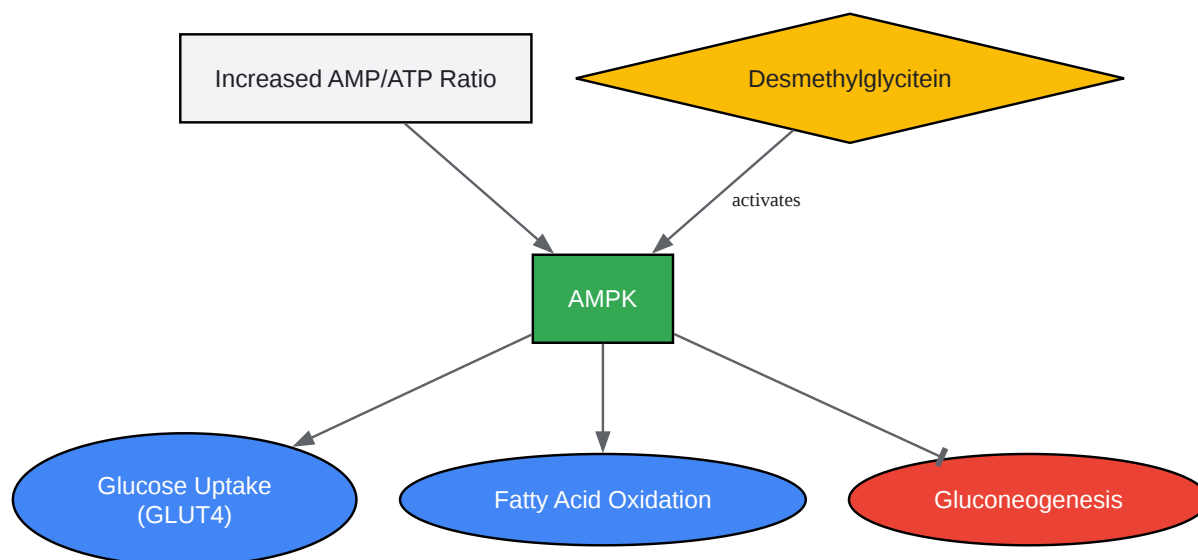 Increased AMP/ATP Ratio
Desmethylglycitein
activates
AMPK
Glucose Uptake
(GLUT4)
Fatty Acid Oxidation
Gluconeogenesis